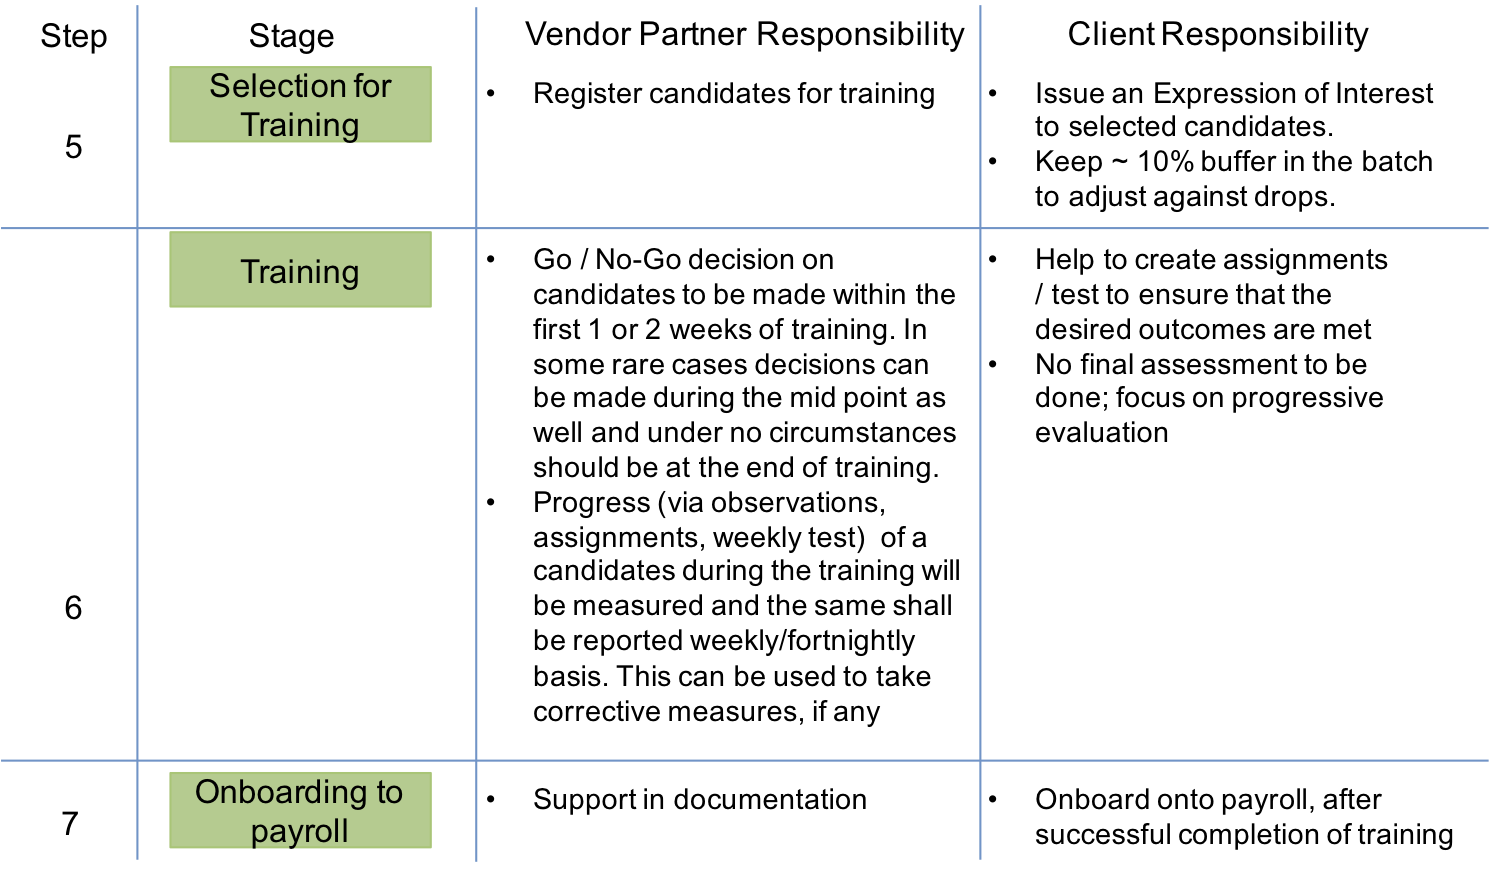 Step
Stage
Vendor Partner Responsibility
Client Responsibility
5
Selection for
Training
• Register candidates for training
• Issue an Expression of Interest
to selected candidates.
• Keep ~ 10% buffer in the batch
to adjust against drops.
6
Training
• Go / No-Go decision on
candidates to be made within the
first 1 or 2 weeks of training. In
some rare cases decisions can
be made during the mid point as
well and under no circumstances
should be at the end of training.
• Progress (via observations,
assignments, weekly test)  of a
candidates during the training will
be measured and the same shall
be reported weekly/fortnightly
basis. This can be used to take
corrective measures, if any
• Help to create assignments
/ test to ensure that the
desired outcomes are met
• No final assessment to be
done; focus on progressive
evaluation
7
Onboarding to
payroll
• Support in documentation
• Onboard onto payroll, after
successful completion of training